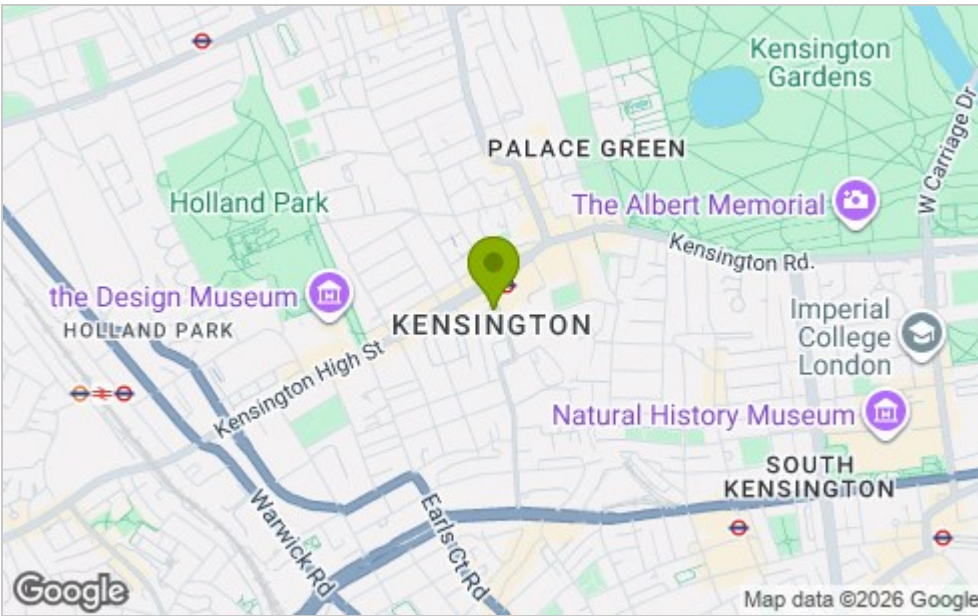 Kensington
Gardens
W Carriage Dr
PALACE GREEN
Holland Park
The Albert Memorial
Kensington Rd.
the Design Museum
HOLLAND PARK
KENSINGTON
Imperial
College
London
Kensington High St
Natural History Museum
SOUTH
KENSINGTON
Warwick Rd
Earls Ct Rd
Google
Map data ©2026 Google